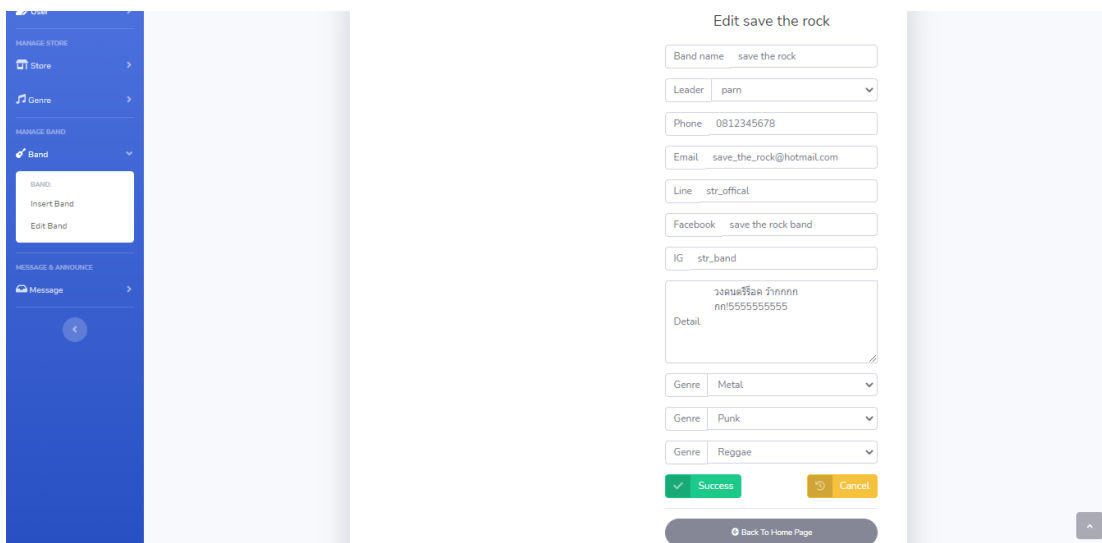 User
MANAGE STORE
Store
Genre
MANAGE BAND
Band
BAND:
Insert Band
Edit Band
MESSAGE & ANNOUNCE
Message
Edit save the rock
Band name save the rock
Leader parn
Phone 0812345678
Email save_the_rock@hotmail.com
Line str_offical
Facebook save the rock band
IG str_band
วงดนตรีร็อค ว้ากกกก
กก!5555555555
Detail
Genre Metal
Genre Punk
Genre Reggae
Success Cancel
Back To Home Page